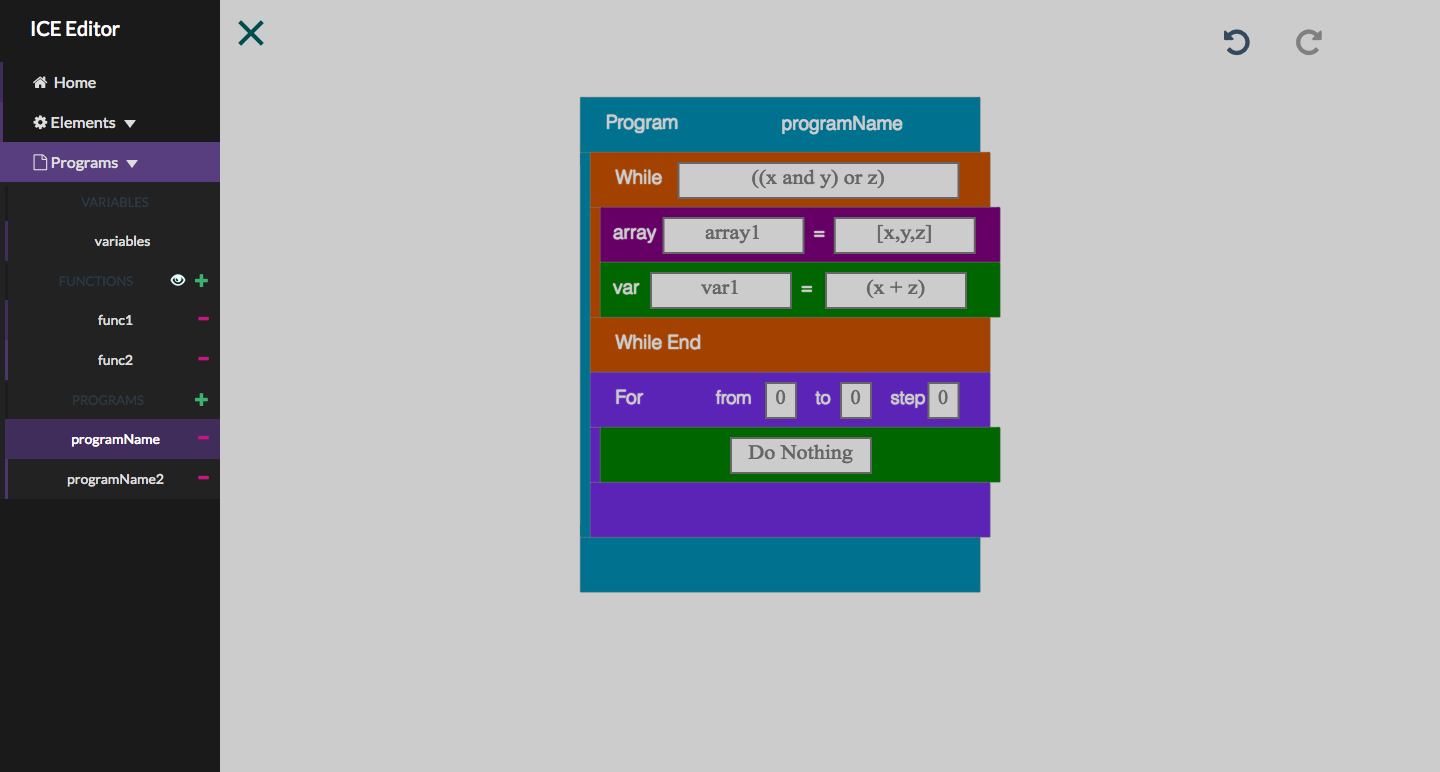 ICE Editor
Home
Elements
Programs
VARIABLES
variables
FUNCTIONS
func1
func2
PROGRAMS
programName
programName2
Program programName
While ((x and y) or z)
array array1 = [x,y,z]
var var1 = (x + z)
While End
For from 0 to 0 step 0
Do Nothing